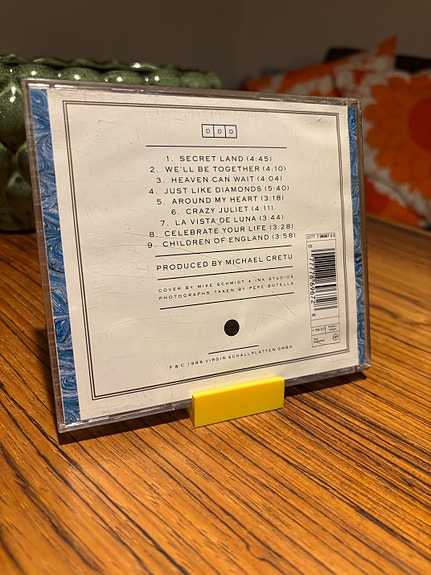 DDD
1. SECRET LAND (4:45)
2. WE'LL BE TOGETHER (4:10)
3. HEAVEN CAN WAIT (4:04)
4. JUST LIKE DIAMONDS (5:40)
5. AROUND MY HEART (3:18)
6. CRAZY JULIET (4:11)
7. LA VISTA DE LUNA (3:44)
8. CELEBRATE YOUR LIFE (3:28)
9. CHILDREN OF ENGLAND (3:58)
PRODUCED BY MICHAEL CRETU
COVER BY MIKE SCHMIDT + INK STUDIOS
PHOTOGRAPHS TAKEN BY PEPE BOTELLA
P & C 1988 VIRGIN SCHALLPLATTEN GMBH